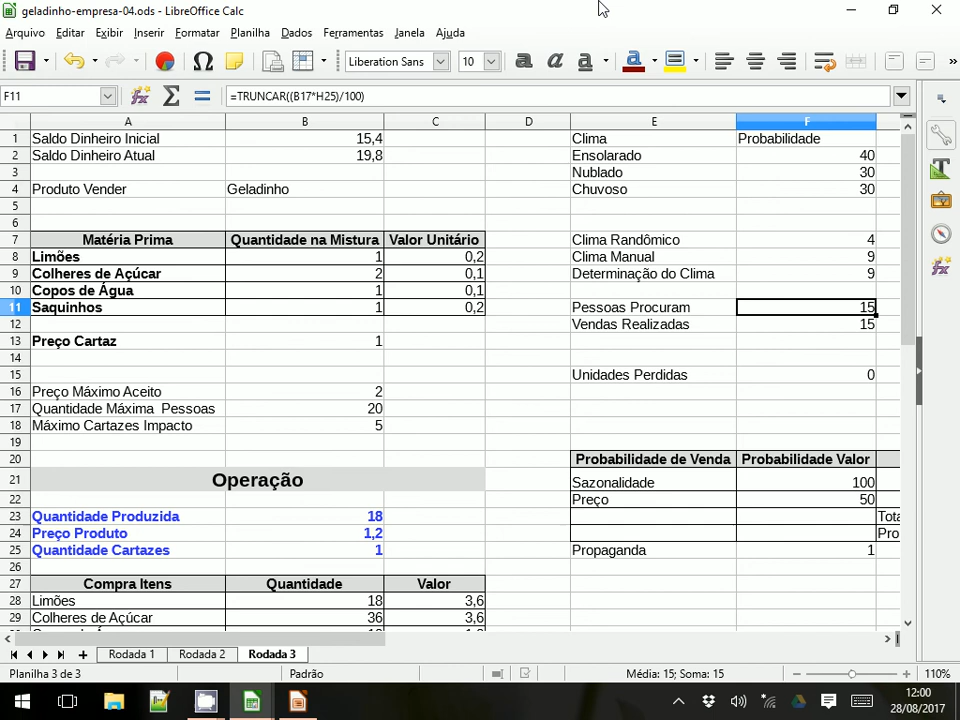 geladinho-empresa-04.ods - LibreOffice Calc
Arquivo Editar Exibir Inserir Formatar Planilha Dados Ferramentas Janela Ajuda
Liberation Sans 10
F11 =TRUNCAR((B17*H25)/100)
A B C D E F
1 Saldo Dinheiro Inicial 15,4 Clima Probabilidade
2 Saldo Dinheiro Atual 19,8 Ensolarado 40
3 Nublado 30
4 Produto Vender Geladinho Chuvoso 30
5
6
7 Matéria Prima Quantidade na Mistura Valor Unitário Clima Randômico 4
8 Limões 1 0,2 Clima Manual 9
9 Colheres de Açúcar 2 0,1 Determinação do Clima 9
10 Copos de Água 1 0,1
11 Saquinhos 1 0,2 Pessoas Procuram 15
12 Vendas Realizadas 15
13 Preço Cartaz 1
14
15 Unidades Perdidas 0
16 Preço Máximo Aceito 2
17 Quantidade Máxima Pessoas 20
18 Máximo Cartazes Impacto 5
19
20 Probabilidade de Venda Probabilidade Valor
21 Operação Sazonalidade 100
22 Preço 50
23 Quantidade Produzida 18 Tota
24 Preço Produto 1,2 Pro
25 Quantidade Cartazes 1 Propaganda 1
26
27 Compra Itens Quantidade Valor
28 Limões 18 3,6
29 Colheres de Açúcar 36 3,6
Rodada 1 Rodada 2 Rodada 3
Planilha 3 de 3 Padrão Média: 15; Soma: 15 110%
12:00
28/08/2017